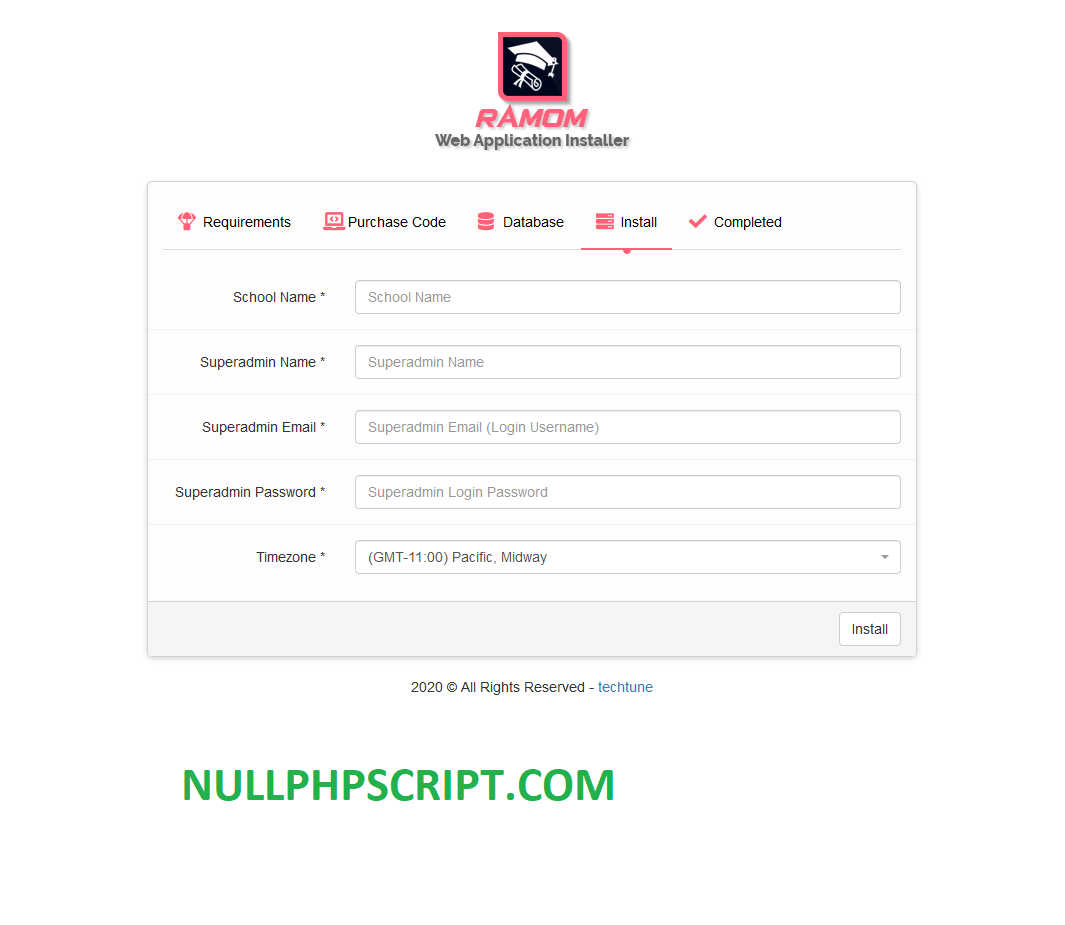 RAMOM
Web Application Installer
Requirements Purchase Code Database Install Completed
School Name * School Name
Superadmin Name * Superadmin Name
Superadmin Email * Superadmin Email (Login Username)
Superadmin Password * Superadmin Login Password
Timezone * (GMT-11:00) Pacific, Midway
Install
2020 © All Rights Reserved - techtune
NULLPHPSCRIPT.COM